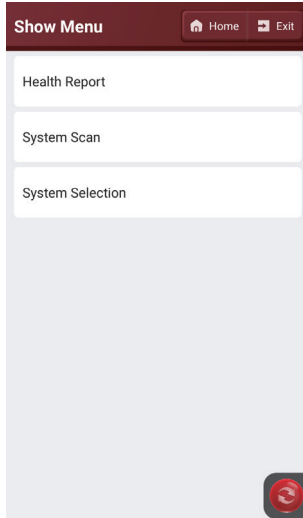 Show Menu
Home
Exit
Health Report
System Scan
System Selection